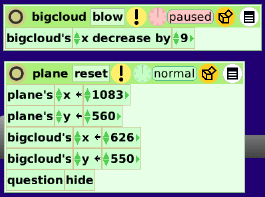 bigcloud blow ! paused
bigcloud's x decrease by 9
plane reset ! normal
plane's x ← 1083
plane's y ← 560
bigcloud's x ← 626
bigcloud's y ← 550
question hide